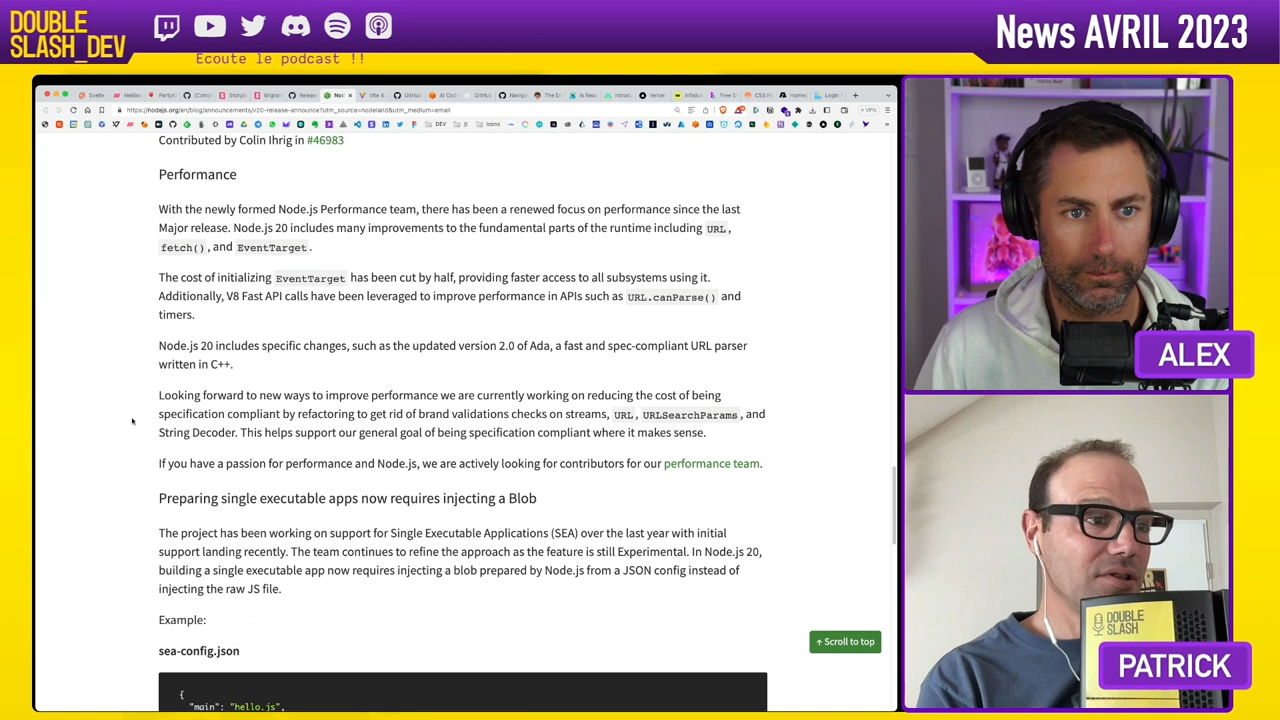 DOUBLE
SLASH_DEV
Ecoute le podcast !!
News AVRIL 2023
https://nodejs.org/en/blog/announcements/v20-release-announce?utm_source=nodeland&utm_medium=email
Contributed by Colin Ihrig in #46983
Performance
With the newly formed Node.js Performance team, there has been a renewed focus on performance since the last
Major release. Node.js 20 includes many improvements to the fundamental parts of the runtime including URL,
fetch(), and EventTarget.
The cost of initializing EventTarget has been cut by half, providing faster access to all subsystems using it.
Additionally, V8 Fast API calls have been leveraged to improve performance in APIs such as URL.canParse() and
timers.
Node.js 20 includes specific changes, such as the updated version 2.0 of Ada, a fast and spec-compliant URL parser
written in C++.
Looking forward to new ways to improve performance we are currently working on reducing the cost of being
specification compliant by refactoring to get rid of brand validations checks on streams, URL, URLSearchParams, and
String Decoder. This helps support our general goal of being specification compliant where it makes sense.
If you have a passion for performance and Node.js, we are actively looking for contributors for our performance team.
Preparing single executable apps now requires injecting a Blob
The project has been working on support for Single Executable Applications (SEA) over the last year with initial
support landing recently. The team continues to refine the approach as the feature is still Experimental. In Node.js 20,
building a single executable app now requires injecting a blob prepared by Node.js from a JSON config instead of
injecting the raw JS file.
Example:
↑ Scroll to top
sea-config.json
{
"main": "hello.js",
ALEX
DOUBLE
SLASH
PATRICK